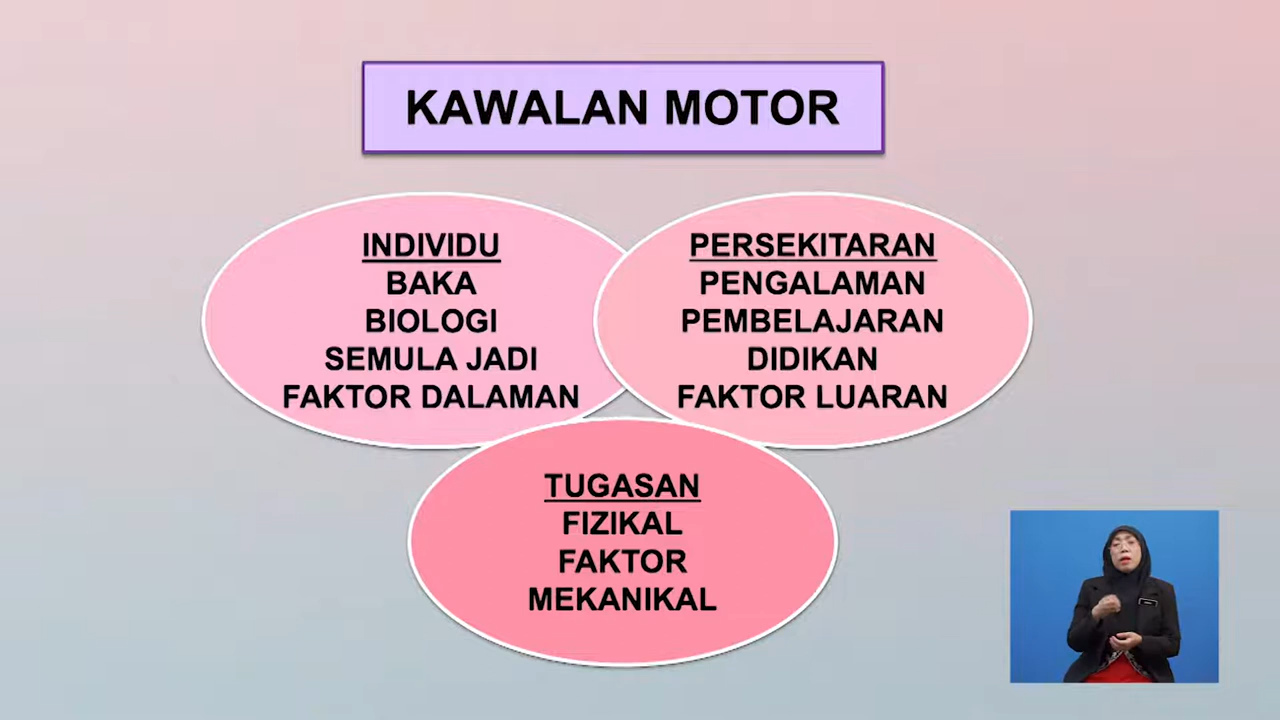 KAWALAN MOTOR
INDIVIDU
BAKA
BIOLOGI
SEMULA JADI
FAKTOR DALAMAN
PERSEKITARAN
PENGALAMAN
PEMBELAJARAN
DIDIKAN
FAKTOR LUARAN
TUGASAN
FIZIKAL
FAKTOR
MEKANIKAL